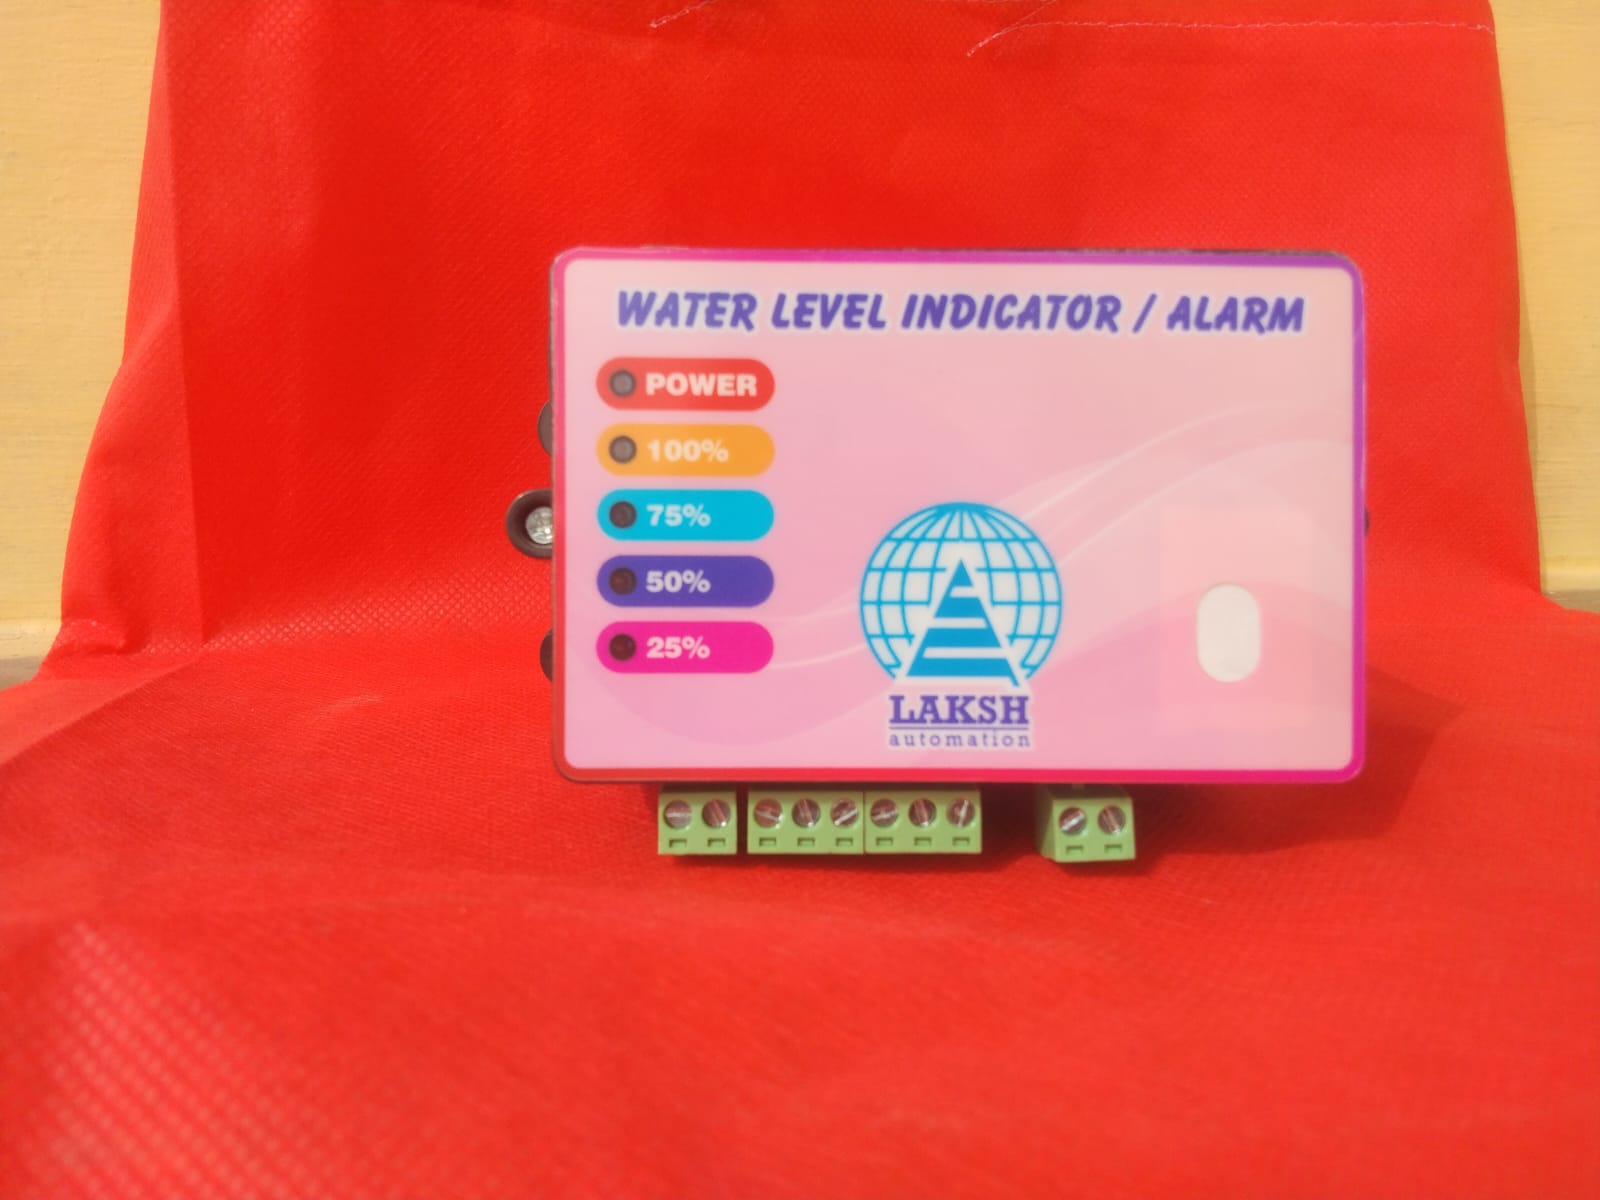 WATER LEVEL INDICATOR / ALARM
POWER
100%
75%
50%
25%
LAKSH
automation